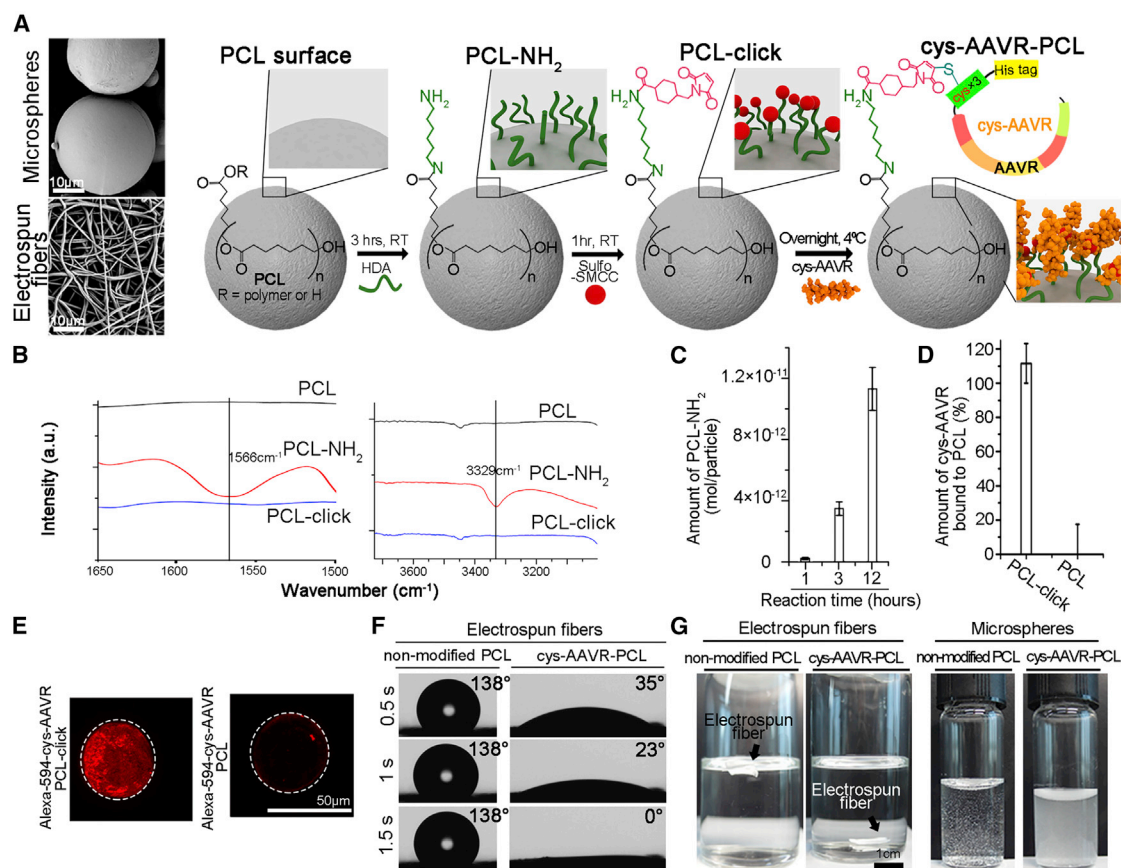 A
Microspheres
10μm
Electrospun
fibers
10μm
PCL surface
O
OR
O
O
PCL
n
OH
R = polymer or H
3 hrs, RT
HDA
PCL-NH2
NH2
N
O
O
O
n
OH
1hr, RT
Sulfo
-SMCC
PCL-click
O
N
O
O
H2N
N
O
O
O
n
OH
Overnight, 4ºC
cys-AAVR
cys-AAVR-PCL
O
N
O
O
S
H2N
N
O
O
O
n
OH
cys×3
His tag
cys-AAVR
AAVR
B
Intensity (a.u.)
PCL
1566cm-1
PCL-NH2
PCL-click
1650
1600
1550
1500
PCL
3329cm-1
PCL-NH2
PCL-click
3600
3400
3200
Wavenumber (cm-1)
C
Amount of PCL-NH2
(mol/particle)
1.2×10-11
8×10-12
4×10-12
0
1
3
12
Reaction time (hours)
D
Amount of cys-AAVR
bound to PCL (%)
120
100
80
60
40
20
0
PCL-click
PCL
E
Alexa-594-cys-AAVR
PCL-click
Alexa-594-cys-AAVR
PCL
50μm
F
Electrospun fibers
non-modified PCL
cys-AAVR-PCL
0.5 s
138°
35°
1 s
138°
23°
1.5 s
138°
0°
G
Electrospun fibers
non-modified PCL
cys-AAVR-PCL
Electrospun
fiber
Electrospun
fiber
1cm
Microspheres
non-modified PCL
cys-AAVR-PCL